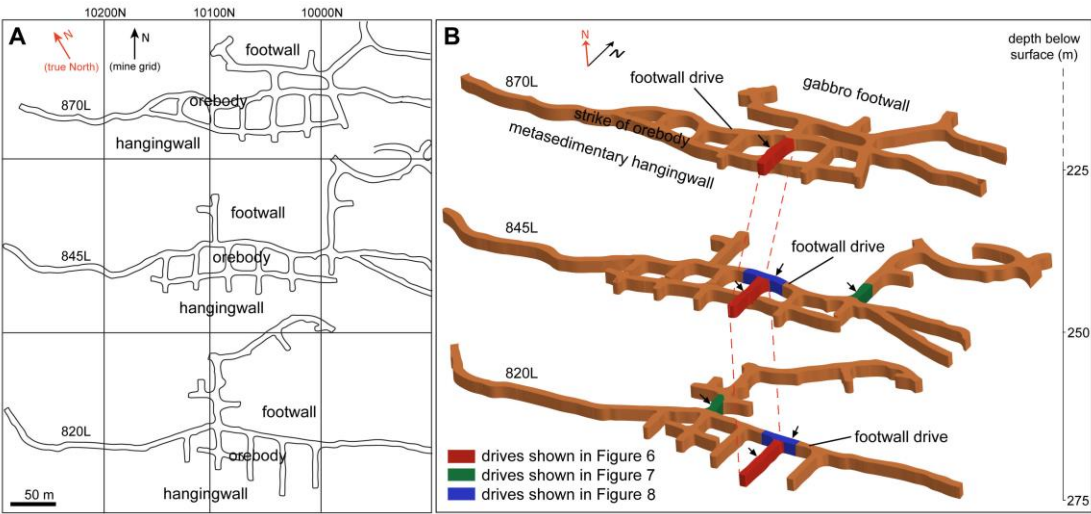 10200N
10100N
10000N
A
N
(true North)
N
(mine grid)
footwall
870L
orebody
hangingwall
footwall
845L
orebody
hangingwall
footwall
820L
orebody
hangingwall
50 m
B
N
N
depth below
surface (m)
870L
footwall drive
gabbro footwall
strike of orebody
metasedimentary hangingwall
225
845L
footwall drive
250
820L
footwall drive
drives shown in Figure 6
drives shown in Figure 7
drives shown in Figure 8
275